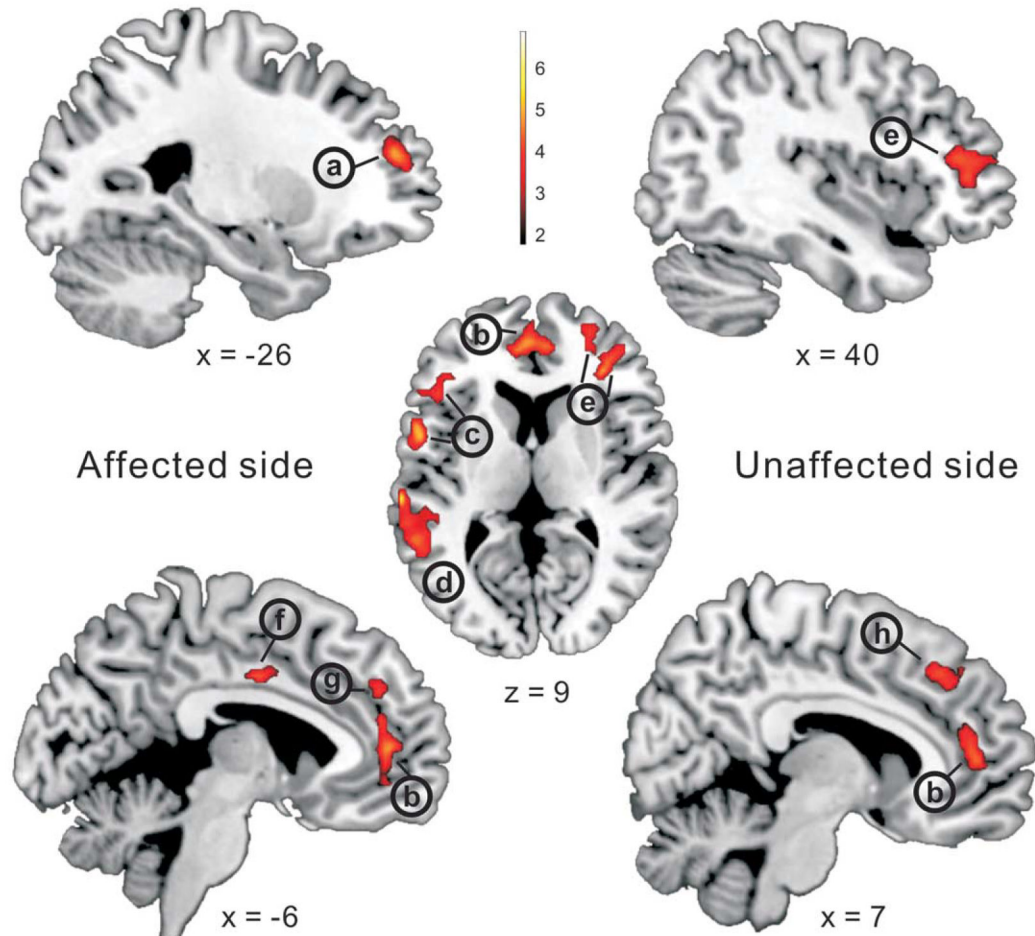 6
5
4
3
2
a
e
x = -26
x = 40
b
e
c
Affected side
Unaffected side
d
f
h
g
z = 9
b
b
x = -6
x = 7